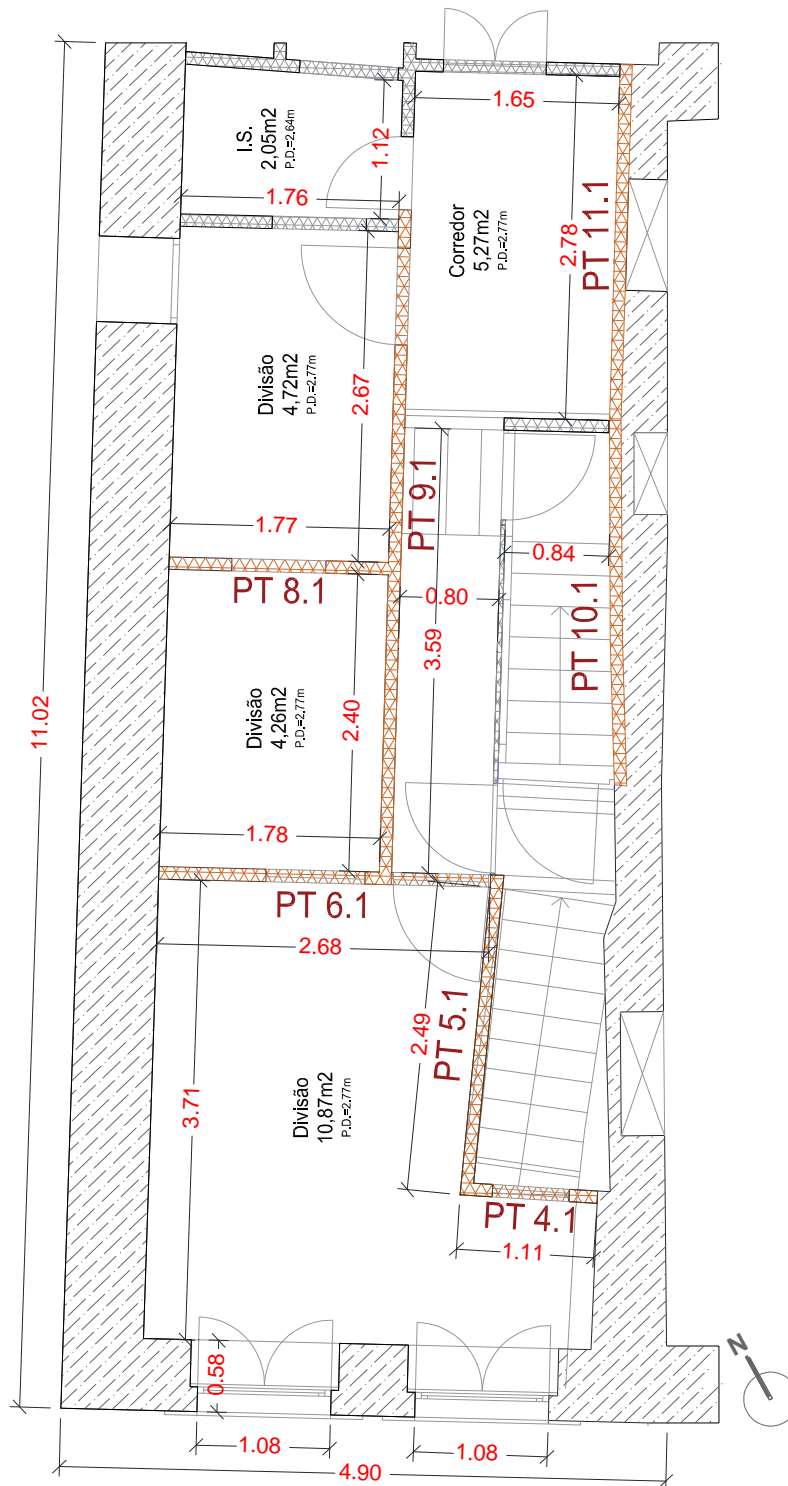 1.65
I.S.
2,05m2
P.D.=2.64m
1.12
1.76
Corredor
5,27m2
P.D.=2.77m
2.78
PT 11.1
Divisão
4,72m2
P.D.=2.77m
2.67
PT 9.1
1.77
0.84
PT 8.1
0.80
PT 10.1
3.59
11.02
Divisão
4,26m2
P.D.=2,77m
2.40
1.78
PT 6.1
2.68
2.49
PT 5.1
3.71
Divisão
10,87m2
P.D.=2.77m
PT 4.1
1.11
N
0.58
1.08
1.08
4.90